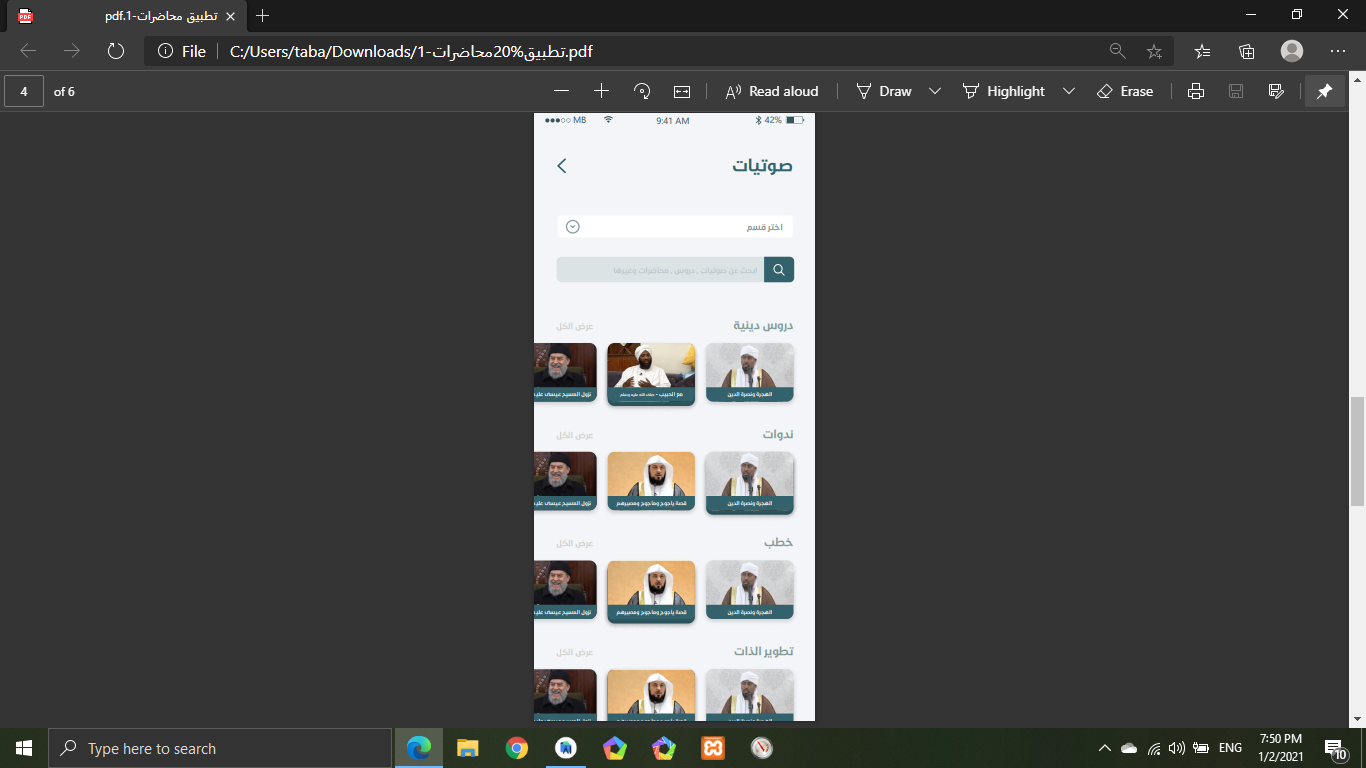 تطبيق محاضرات-1.pdf
File
C:/Users/taba/Downloads/1-تطبيق%20محاضرات.pdf
4 of 6
Read aloud
Draw
Highlight
Erase
MB 9:41 AM 42%
صوتيات
اختر قسم
ابحث عن صوتيات , دروس , محاضرات وغيرها
دروس دينية عرض الكل
الهجرة ونصرة الدين
مع الحبيب - صلى الله عليه وسلم
نزول المسيح عيسى عليه
ندوات عرض الكل
الهجرة ونصرة الدين
قصة يأجوج ومأجوج ومصيرهم
نزول المسيح عيسى عليه
خطب عرض الكل
الهجرة ونصرة الدين
قصة يأجوج ومأجوج ومصيرهم
نزول المسيح عيسى عليه
تطوير الذات عرض الكل
Type here to search
ENG
7:50 PM
1/2/2021
10